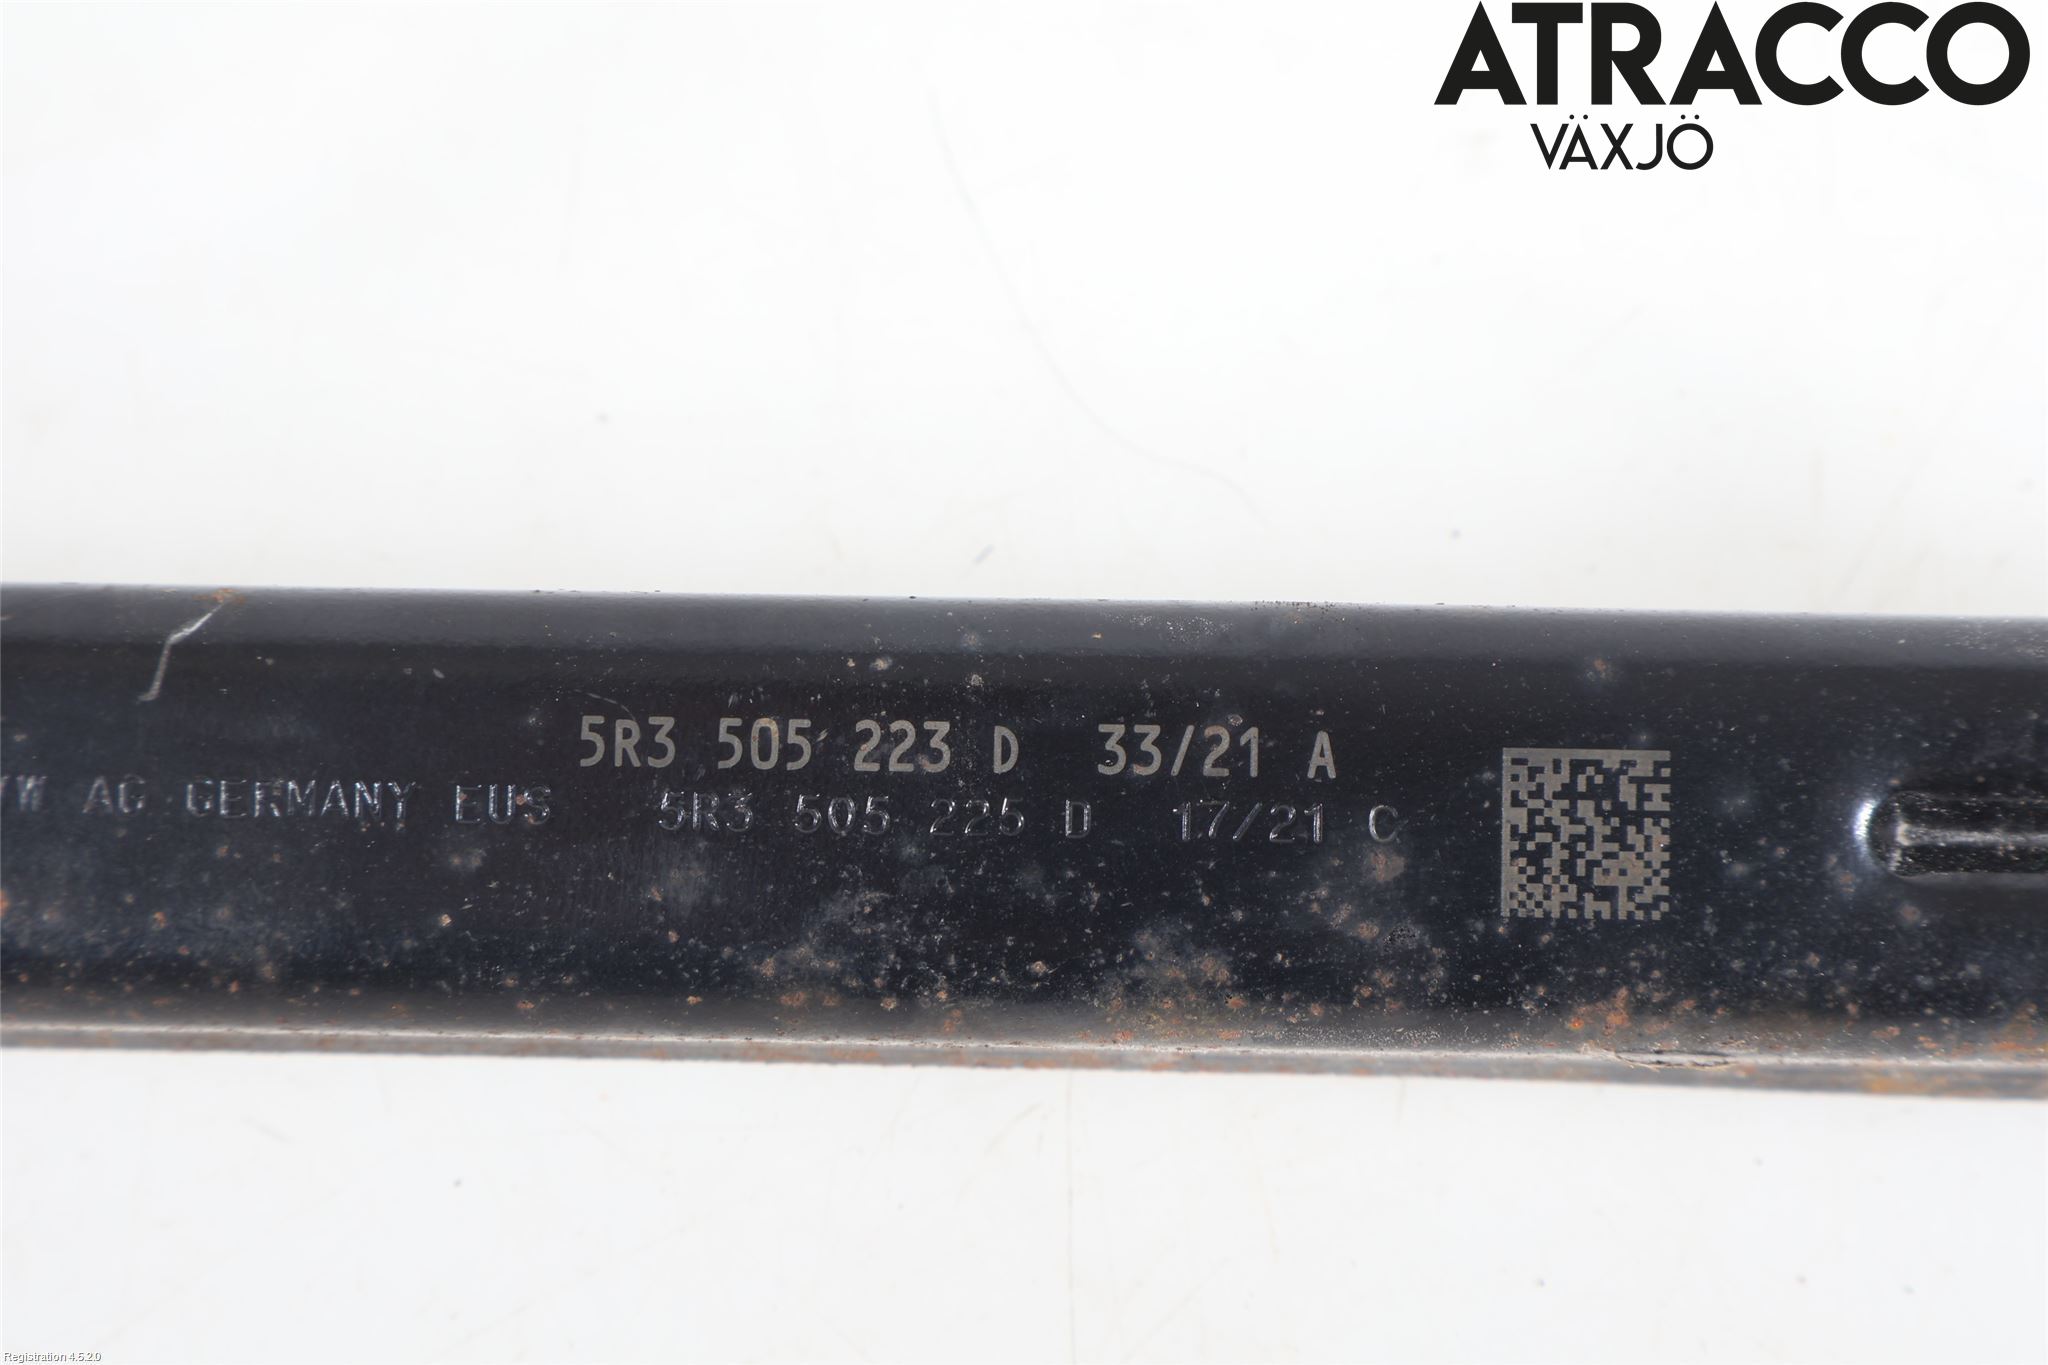 ATRACCO
VÄXJÖ
5R3 505 223 D 33/21 A
VW AG GERMANY EUS 5R3 505 225 D 17/21 C
Registration 4.5.2.0